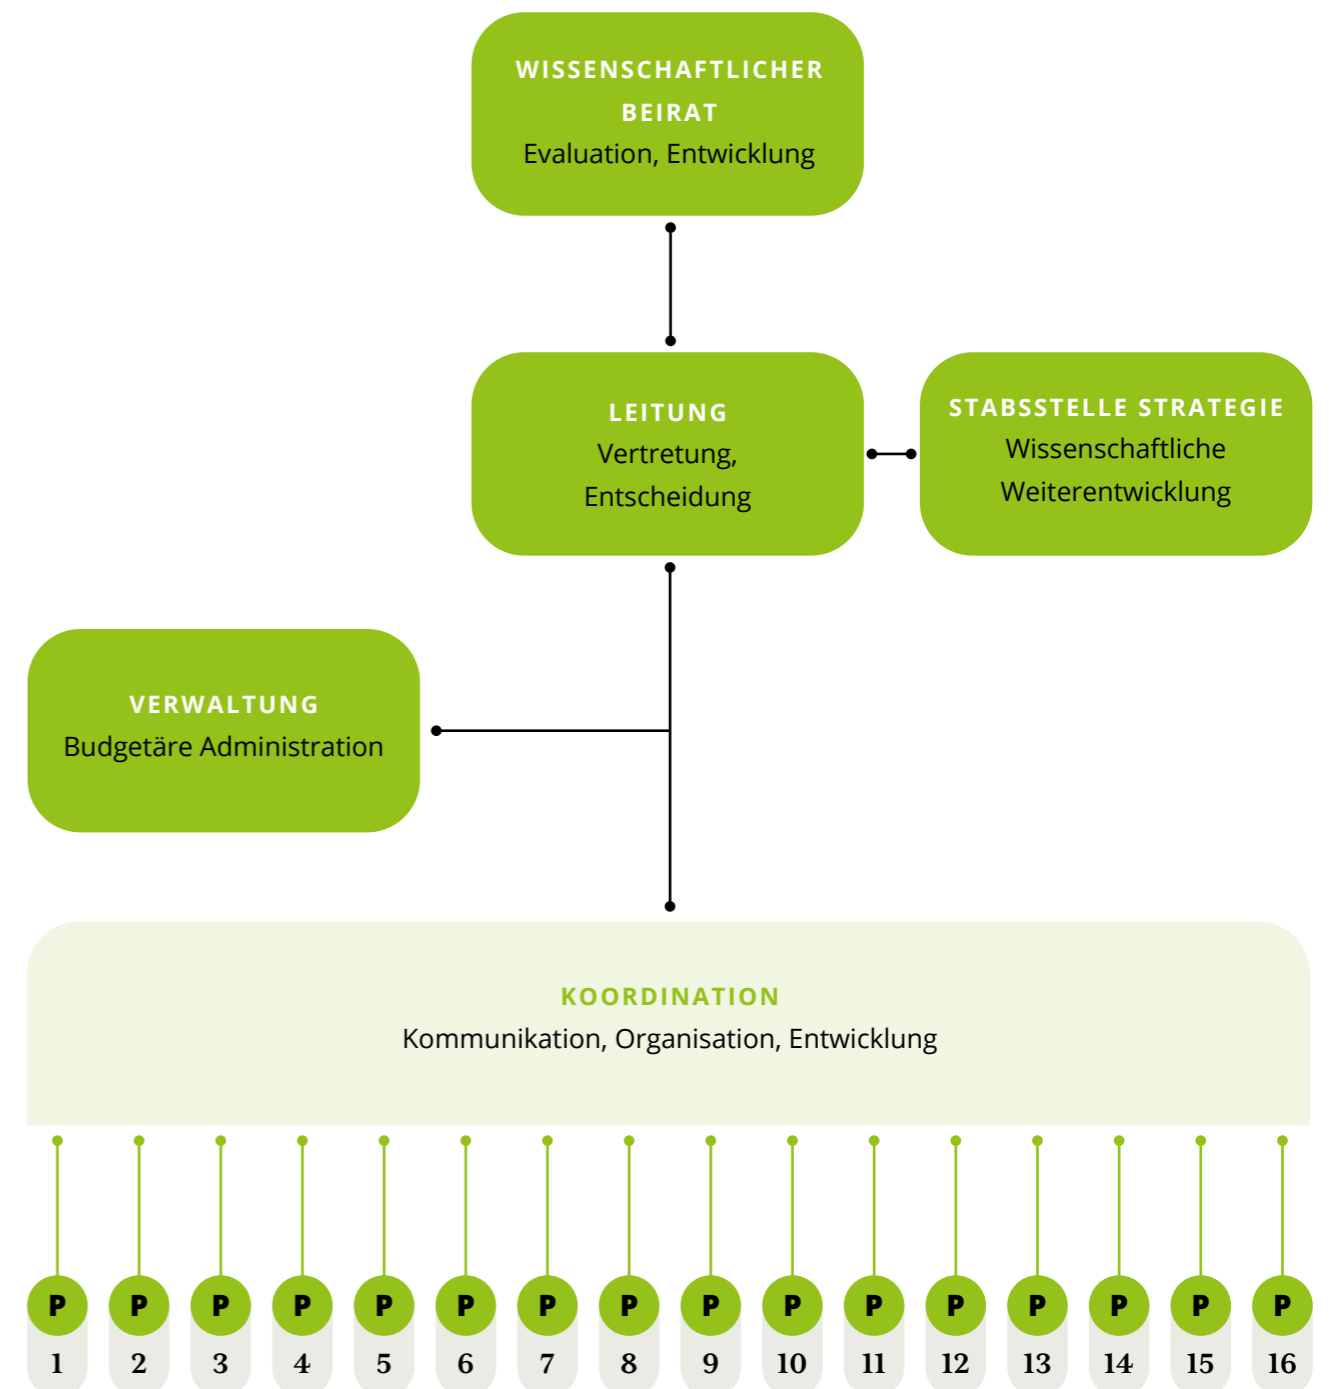 WISSENSCHAFTLICHER
BEIRAT
Evaluation, Entwicklung
LEITUNG
Vertretung,
Entscheidung
STABSSTELLE STRATEGIE
Wissenschaftliche
Weiterentwicklung
VERWALTUNG
Budgetäre Administration
KOORDINATION
Kommunikation, Organisation, Entwicklung
P P P P P P P P P P P P P P P P
1 2 3 4 5 6 7 8 9 10 11 12 13 14 15 16